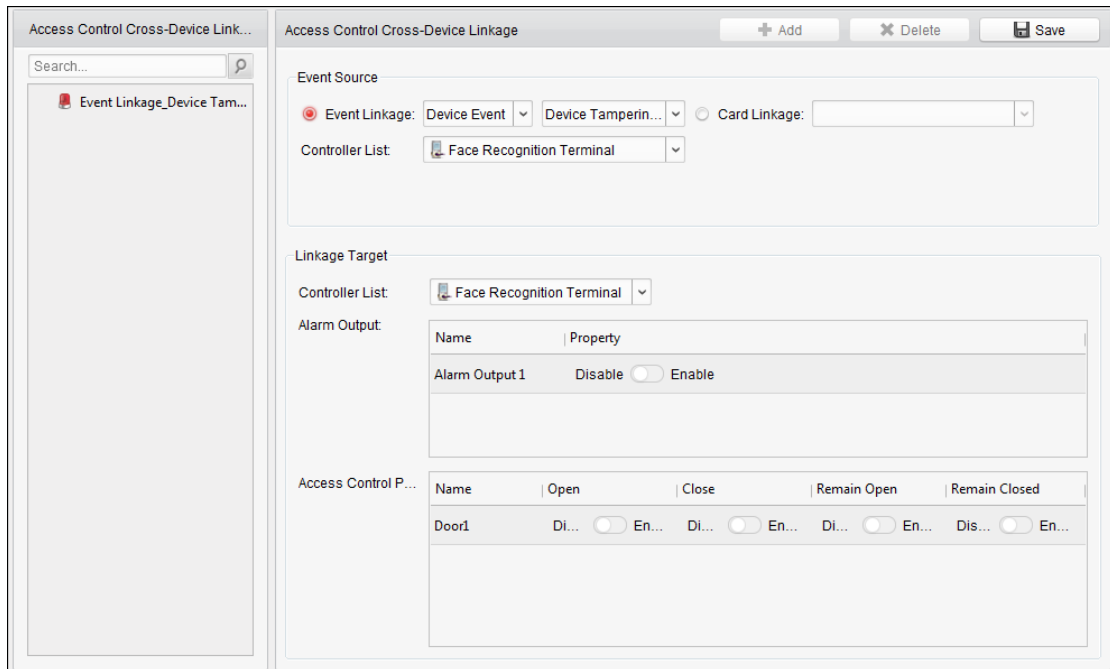 Access Control Cross-Device Link...
Search...
Event Linkage_Device Tam...
Access Control Cross-Device Linkage
Add Delete Save
Event Source
Event Linkage: Device Event Device Tamperin... Card Linkage:
Controller List: Face Recognition Terminal
Linkage Target
Controller List: Face Recognition Terminal
Alarm Output:
Name Property
Alarm Output 1 Disable Enable
Access Control P...
Name Open Close Remain Open Remain Closed
Door1 Di... En... Di... En... Di... En... Dis... En...